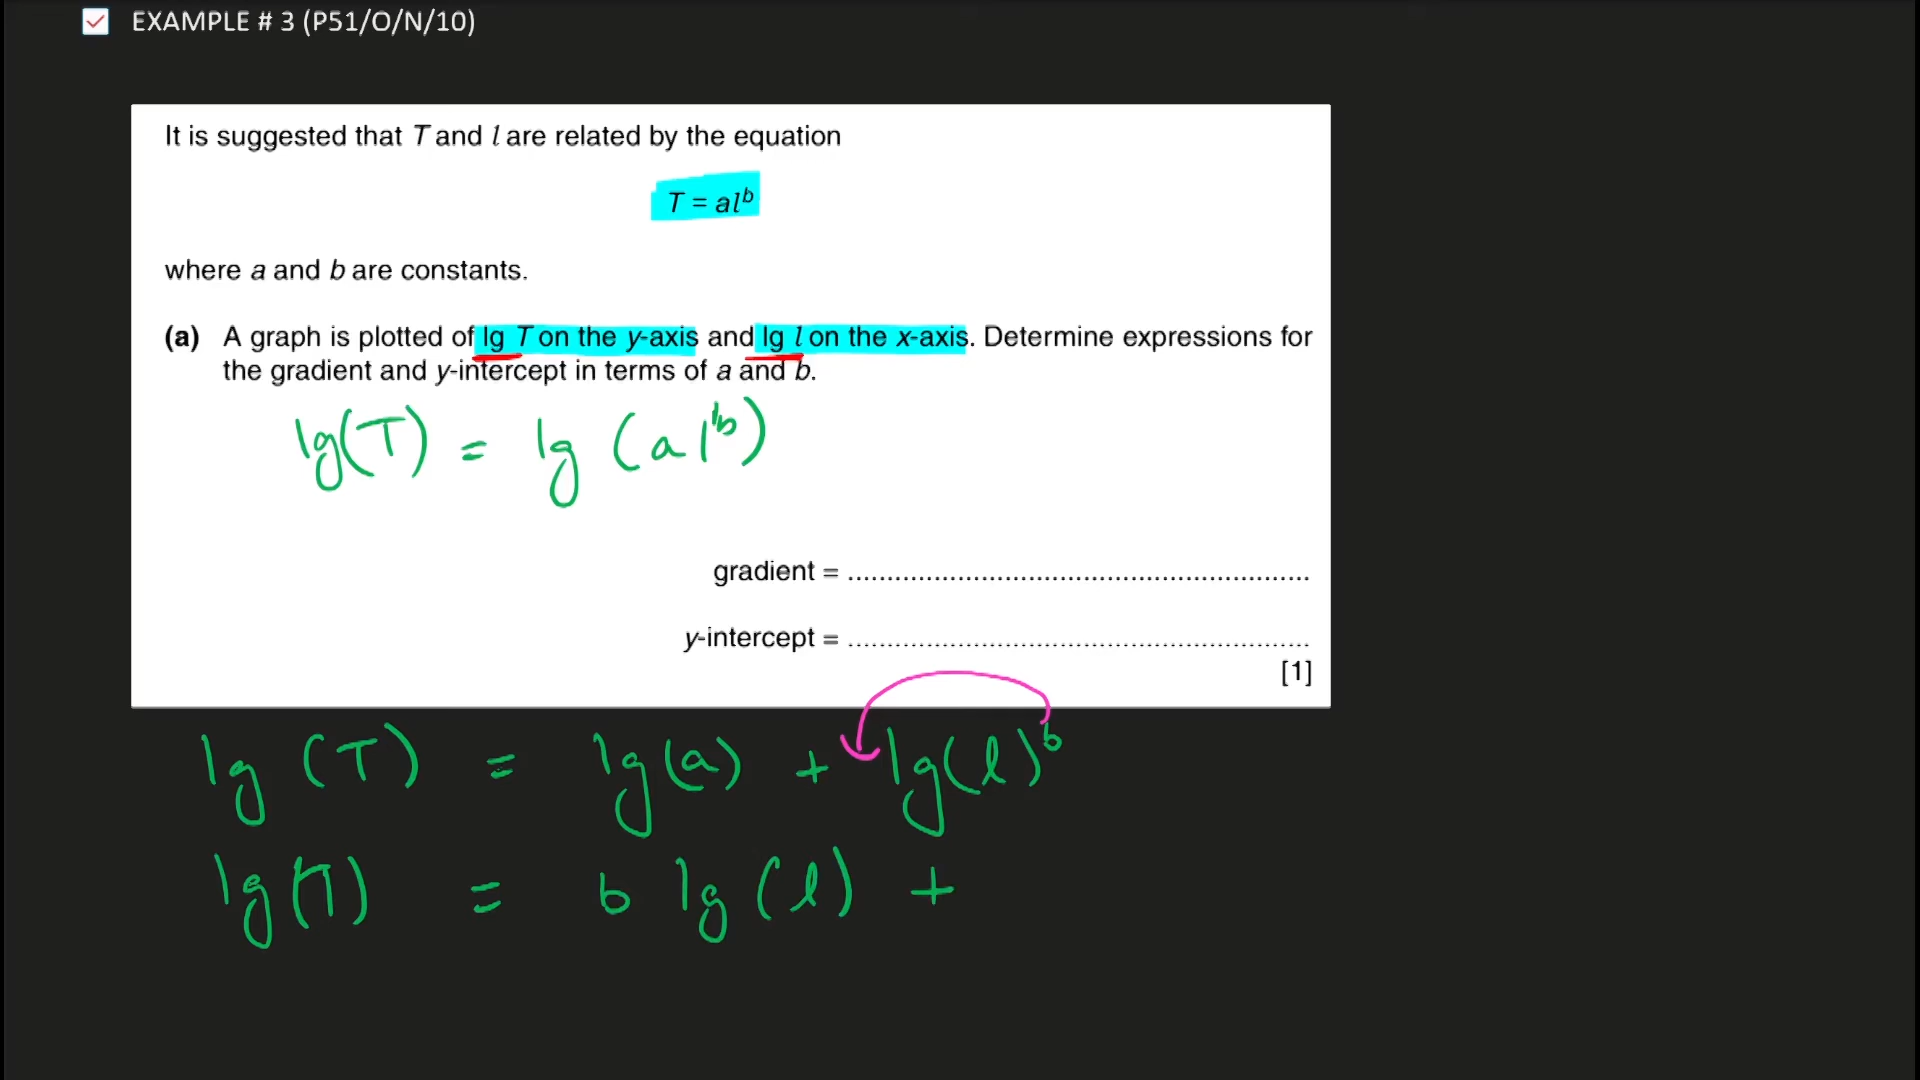 EXAMPLE # 3 (P51/O/N/10)
It is suggested that T and l are related by the equation
T = al^b
where a and b are constants.
(a) A graph is plotted of lg T on the y-axis and lg l on the x-axis. Determine expressions for
the gradient and y-intercept in terms of a and b.
lg(T) = lg (a l^b)
gradient = ............................................................
y-intercept = ............................................................
[1]
lg (T) = lg(a) + lg(l)^b
lg(T) = b lg (l) +